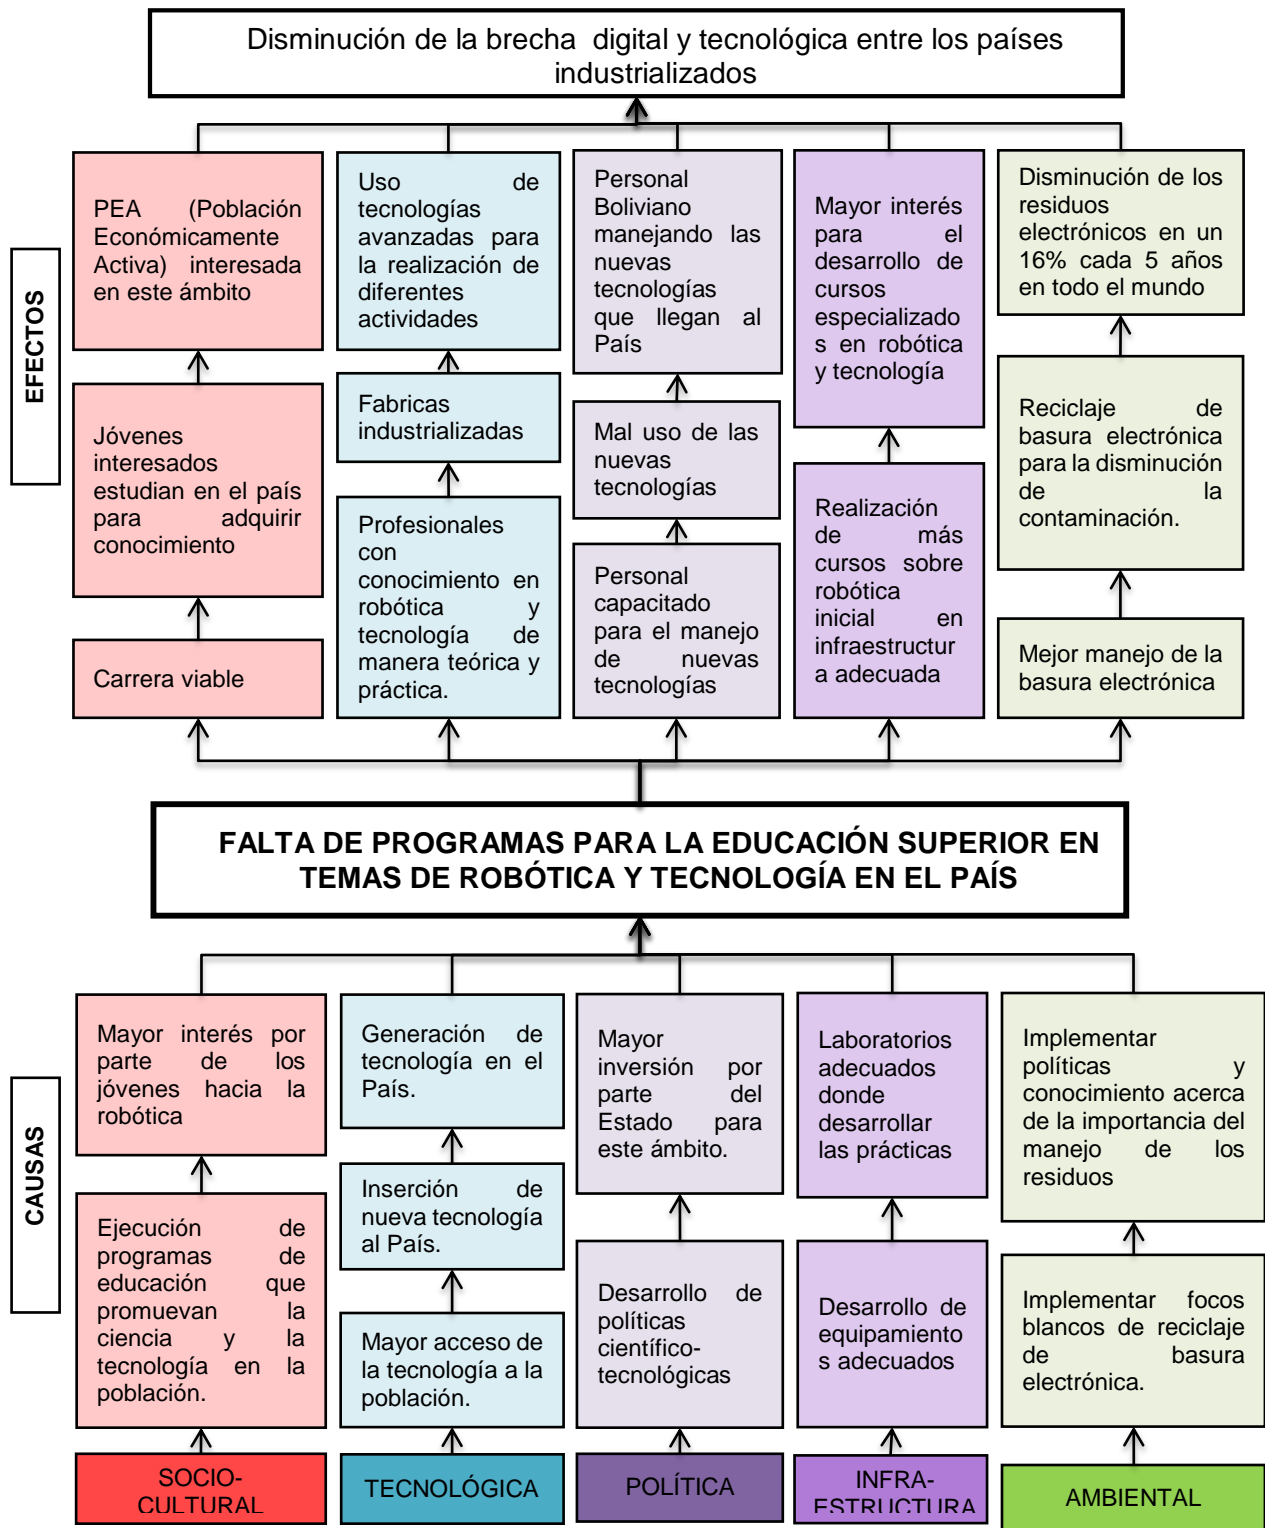 Disminución de la brecha digital y tecnológica entre los países
industrializados
EFECTOS
PEA (Población
Económicamente
Activa) interesada
en este ámbito
Jóvenes
interesados
estudian en el país
para adquirir
conocimiento
Carrera viable
Uso de
tecnologías
avanzadas para
la realización de
diferentes
actividades
Fabricas
industrializadas
Profesionales
con
conocimiento en
robótica y
tecnología de
manera teórica y
práctica.
Personal
Boliviano
manejando las
nuevas
tecnologías
que llegan al
País
Mal uso de las
nuevas
tecnologías
Personal
capacitado
para el manejo
de nuevas
tecnologías
Mayor interés
para el
desarrollo de
cursos
especializado
s en robótica
y tecnología
Realización
de más
cursos sobre
robótica
inicial en
infraestructur
a adecuada
Disminución de los
residuos
electrónicos en un
16% cada 5 años
en todo el mundo
Reciclaje de
basura electrónica
para la disminución
de la
contaminación.
Mejor manejo de la
basura electrónica
FALTA DE PROGRAMAS PARA LA EDUCACIÓN SUPERIOR EN
TEMAS DE ROBÓTICA Y TECNOLOGÍA EN EL PAÍS
CAUSAS
Mayor interés por
parte de los
jóvenes hacia la
robótica
Ejecución de
programas de
educación que
promuevan la
ciencia y la
tecnología en la
población.
SOCIO-
CULTURAL
Generación de
tecnología en el
País.
Inserción de
nueva tecnología
al País.
Mayor acceso de
la tecnología a la
población.
TECNOLÓGICA
Mayor
inversión por
parte del
Estado para
este ámbito.
Desarrollo de
políticas
científico-
tecnológicas
POLÍTICA
Laboratorios
adecuados
donde
desarrollar
las prácticas
Desarrollo de
equipamiento
s adecuados
INFRA-
ESTRUCTURA
Implementar
políticas y
conocimiento acerca
de la importancia del
manejo de los
residuos
Implementar focos
blancos de reciclaje
de basura
electrónica.
AMBIENTAL